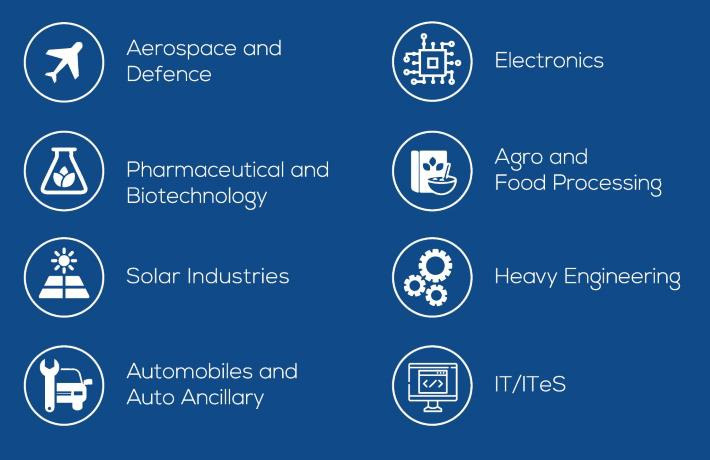 Aerospace and
Defence
Electronics
Pharmaceutical and
Biotechnology
Agro and
Food Processing
Solar Industries
Heavy Engineering
Automobiles and
Auto Ancillary
IT/ITeS